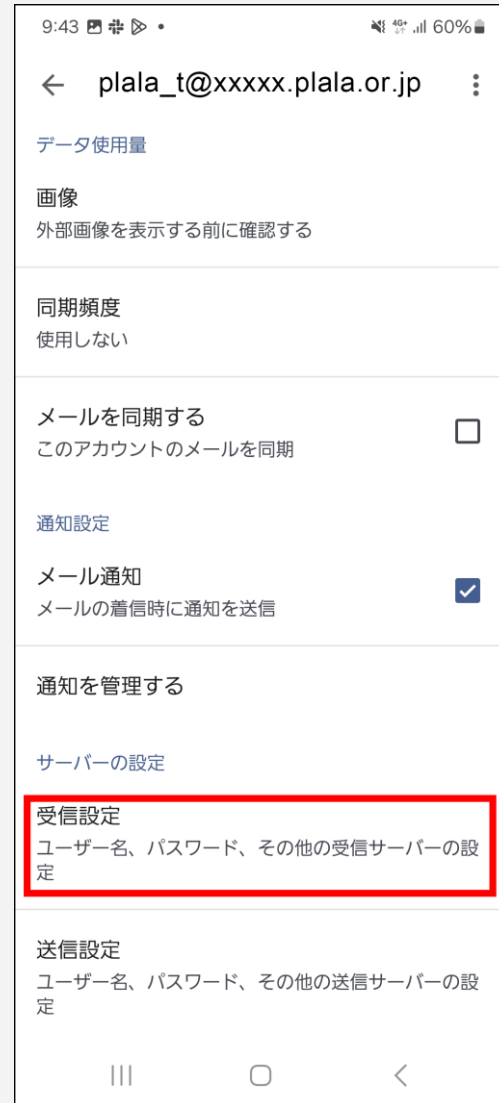 9:43
4G+ 60%
plala_t@xxxxx.plala.or.jp
データ使用量
画像
外部画像を表示する前に確認する
同期頻度
使用しない
メールを同期する
このアカウントのメールを同期
通知設定
メール通知
メールの着信時に通知を送信
通知を管理する
サーバーの設定
受信設定
ユーザー名、パスワード、その他の受信サーバーの設
定
送信設定
ユーザー名、パスワード、その他の送信サーバーの設
定